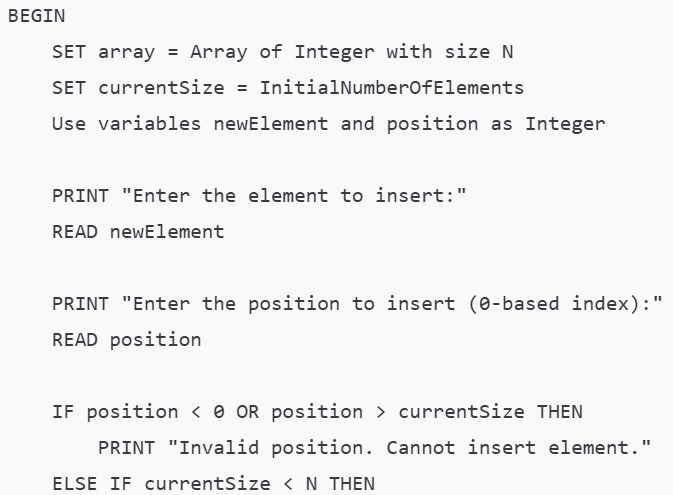 BEGIN
SET array = Array of Integer with size N
SET currentSize = InitialNumberOfElements
Use variables newElement and position as Integer
PRINT "Enter the element to insert:"
READ newElement
PRINT "Enter the position to insert (0-based index):"
READ position
IF position < 0 OR position > currentSize THEN
PRINT "Invalid position. Cannot insert element."
ELSE IF currentSize < N THEN